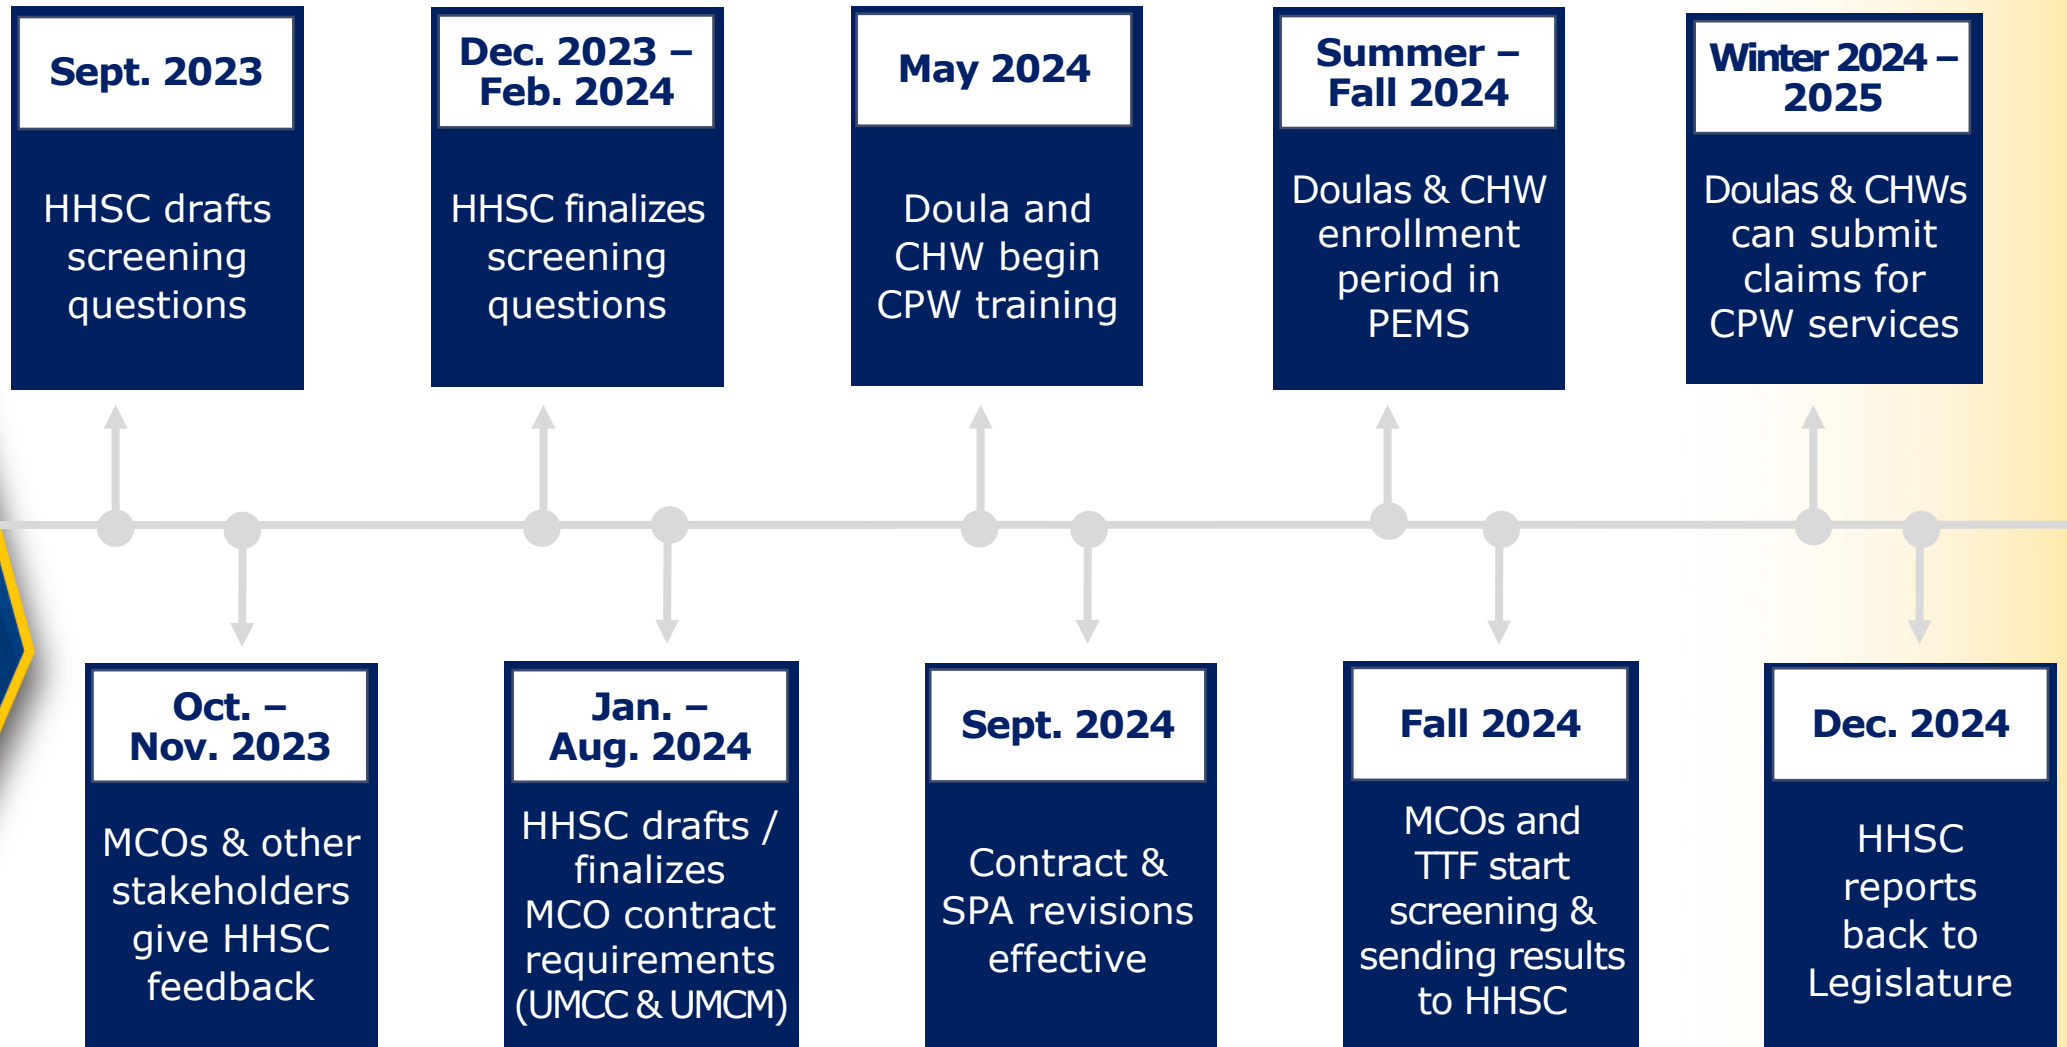 Sept. 2023
HHSC drafts
screening
questions
Dec. 2023 –
Feb. 2024
HHSC finalizes
screening
questions
May 2024
Doula and
CHW begin
CPW training
Summer –
Fall 2024
Doulas & CHW
enrollment
period in
PEMS
Winter 2024 –
2025
Doulas & CHWs
can submit
claims for
CPW services
Oct. –
Nov. 2023
MCOs & other
stakeholders
give HHSC
feedback
Jan. –
Aug. 2024
HHSC drafts /
finalizes
MCO contract
requirements
(UMCC & UMCM)
Sept. 2024
Contract &
SPA revisions
effective
Fall 2024
MCOs and
TTF start
screening &
sending results
to HHSC
Dec. 2024
HHSC
reports
back to
Legislature